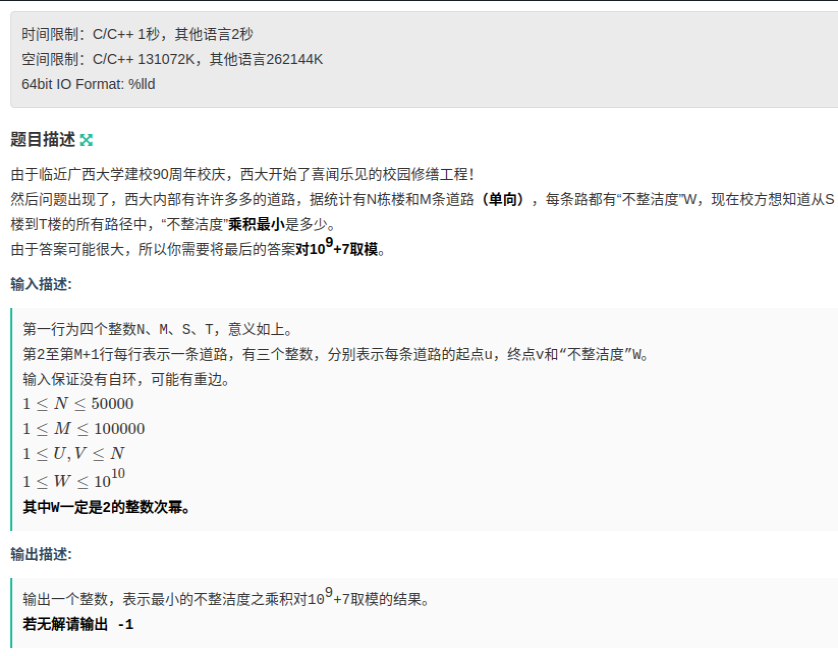 时间限制：C/C++ 1秒，其他语言2秒
空间限制：C/C++ 131072K，其他语言262144K
64bit IO Format: %lld
题目描述
由于临近广西大学建校90周年校庆，西大开始了喜闻乐见的校园修缮工程！
然后问题出现了，西大内部有许许多多的道路，据统计有N栋楼和M条道路（单向），每条路都有“不整洁度”W，现在校方想知道从S
楼到T楼的所有路径中，“不整洁度”乘积最小是多少。
由于答案可能很大，所以你需要将最后的答案对10^9+7取模。
输入描述:
第一行为四个整数N、M、S、T，意义如上。
第2至第M+1行每行表示一条道路，有三个整数，分别表示每条道路的起点u，终点v和“不整洁度”W。
输入保证没有自环，可能有重边。
1 ≤ N ≤ 50000
1 ≤ M ≤ 100000
1 ≤ U, V ≤ N
1 ≤ W ≤ 10^10
其中W一定是2的整数次幂。
输出描述:
输出一个整数，表示最小的不整洁度之乘积对10^9+7取模的结果。
若无解请输出 -1